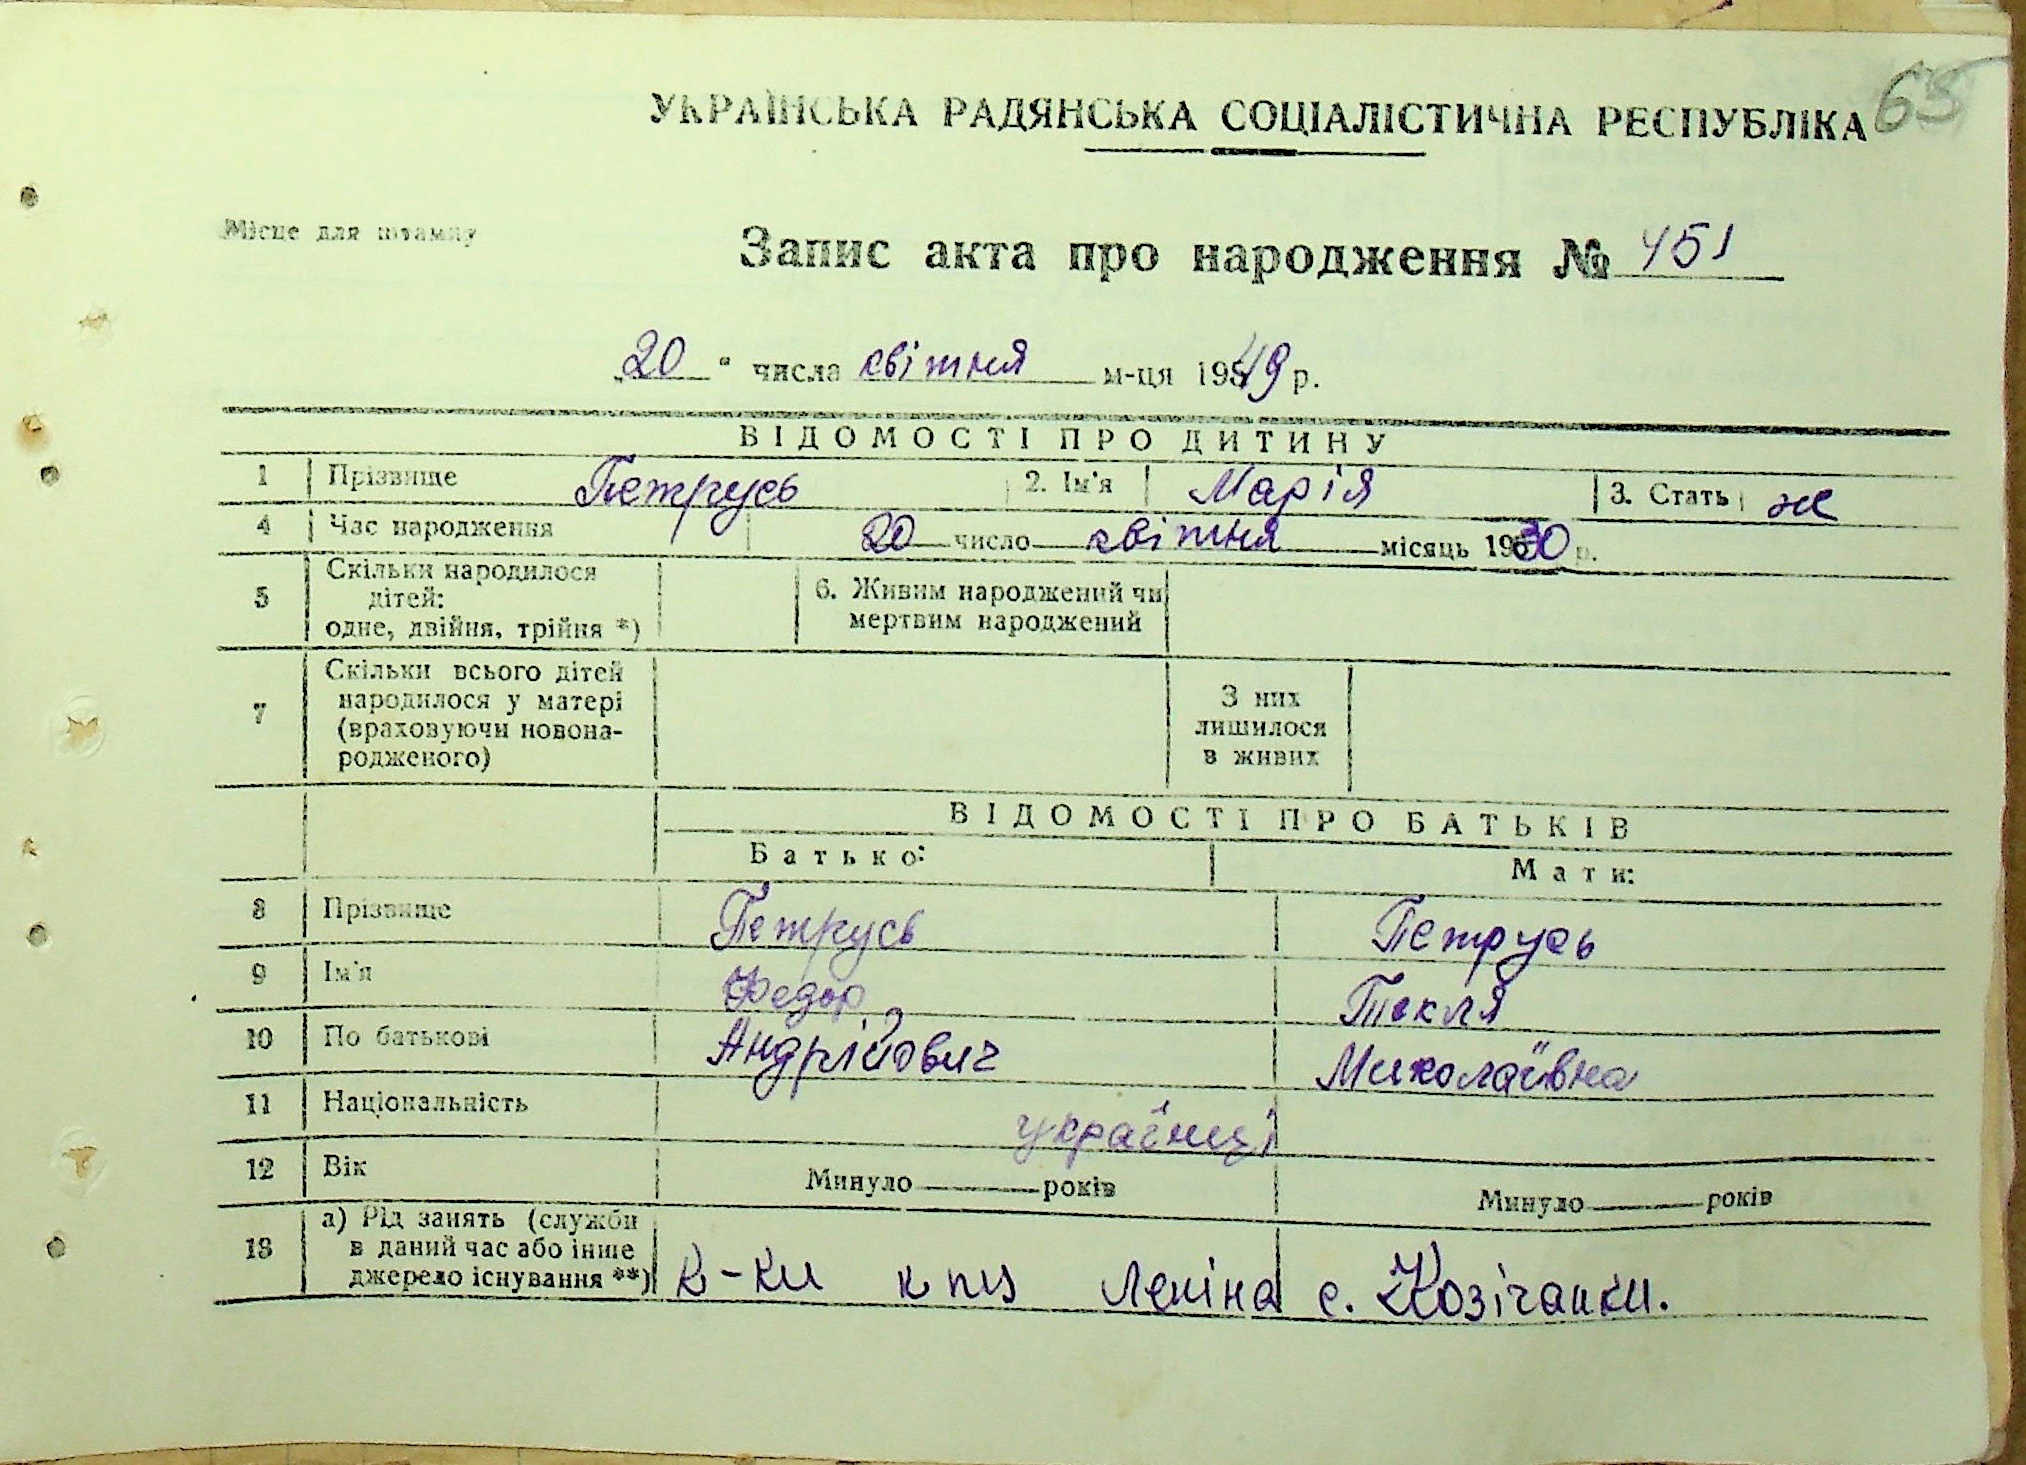 65
УКРАЇНСЬКА РАДЯНСЬКА СОЦІАЛІСТИЧНА РЕСПУБЛІКА
Місце для штампу
Запис акта про народження № 451
„20" числа квітня м-ця 1949 р.
ВІДОМОСТІ ПРО ДИТИНУ
1 Прізвище Петрусь 2. Ім'я Марія 3. Стать ж
4 Час народження 20 число квітня місяць 1930 р.
5 Скільки народилося дітей: одне, двійня, трійня *) 6. Живим народжений чи мертвим народжений
7 Скільки всього дітей народилося у матері (враховуючи новонародженого) З них лишилося в живих
ВІДОМОСТІ ПРО БАТЬКІВ
Батько: Мати:
8 Прізвище Петрусь Петрусь
9 Ім'я Федор Текля
10 По батькові Андрійович Миколаївна
11 Національність українці
12 Вік Минуло років Минуло років
13 а) Рід занять (служби в даний час або інше джерело існування **) к-ки к пц Леніна с. Козічанки.